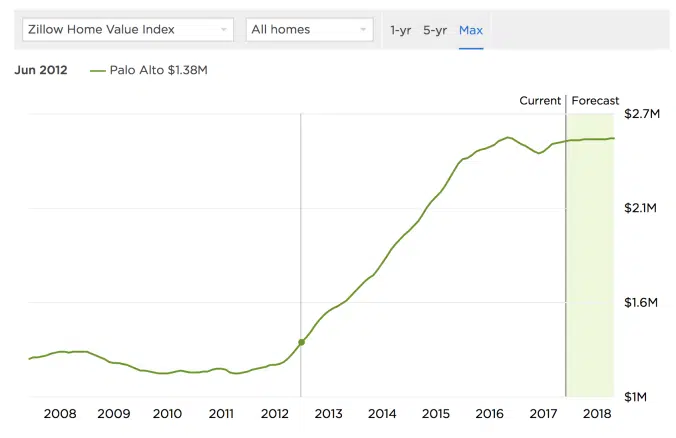 Zillow Home Value Index All homes 1-yr 5-yr Max
Jun 2012 Palo Alto $1.38M
Current Forecast
$2.7M
$2.1M
$1.6M
$1M
2008 2009 2010 2011 2012 2013 2014 2015 2016 2017 2018